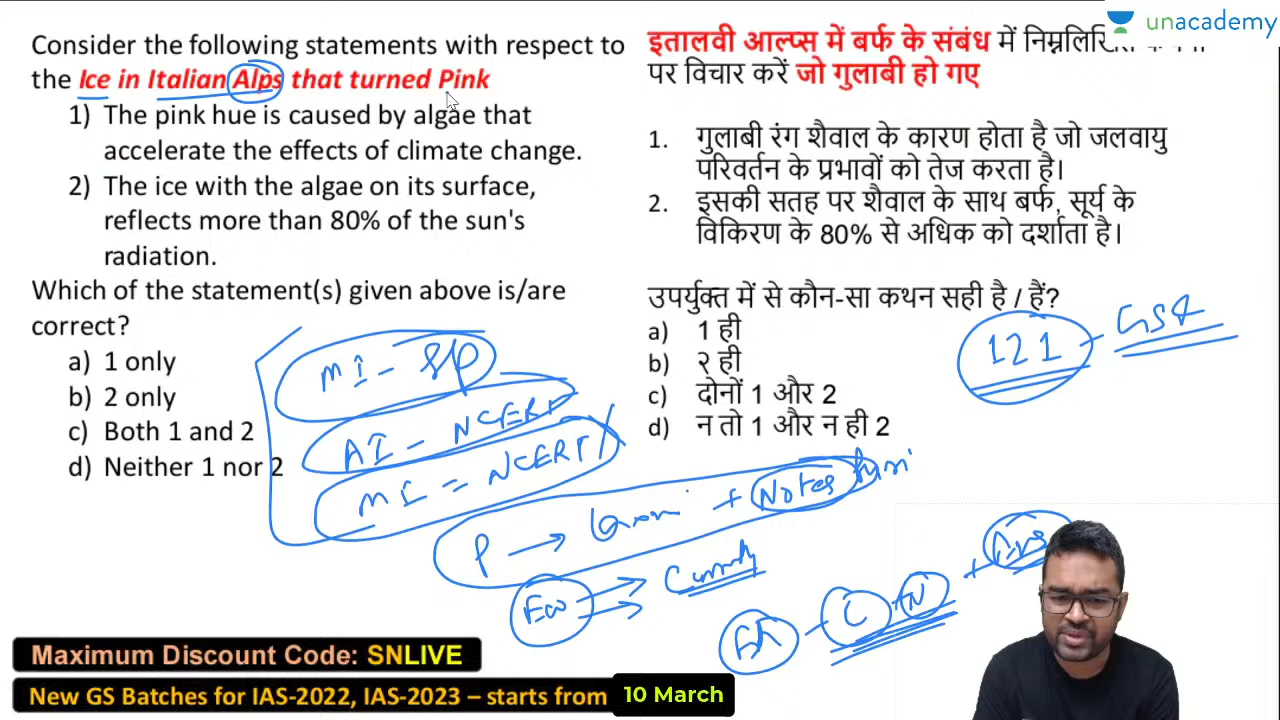 unacademy
Consider the following statements with respect to
the Ice in Italian Alps that turned Pink
1) The pink hue is caused by algae that
accelerate the effects of climate change.
2) The ice with the algae on its surface,
reflects more than 80% of the sun's
radiation.
Which of the statement(s) given above is/are
correct?
a) 1 only
b) 2 only
c) Both 1 and 2
d) Neither 1 nor 2
इतालवी आल्प्स में बर्फ के संबंध में निम्नलिखित
पर विचार करें जो गुलाबी हो गए
1. गुलाबी रंग शैवाल के कारण होता है जो जलवायु
परिवर्तन के प्रभावों को तेज करता है।
2. इसकी सतह पर शैवाल के साथ बर्फ, सूर्य के
विकिरण के 80% से अधिक को दर्शाता है।
उपर्युक्त में से कौन-सा कथन सही है / हैं?
a) 1 ही
b) २ ही
c) दोनों 1 और 2
d) न तो 1 और न ही 2
121 -
MI -
AI - NCERT
MI = NCERT
P → + Notes
Eco →
C N +
Maximum Discount Code: SNLIVE
New GS Batches for IAS-2022, IAS-2023 – starts from 10 March